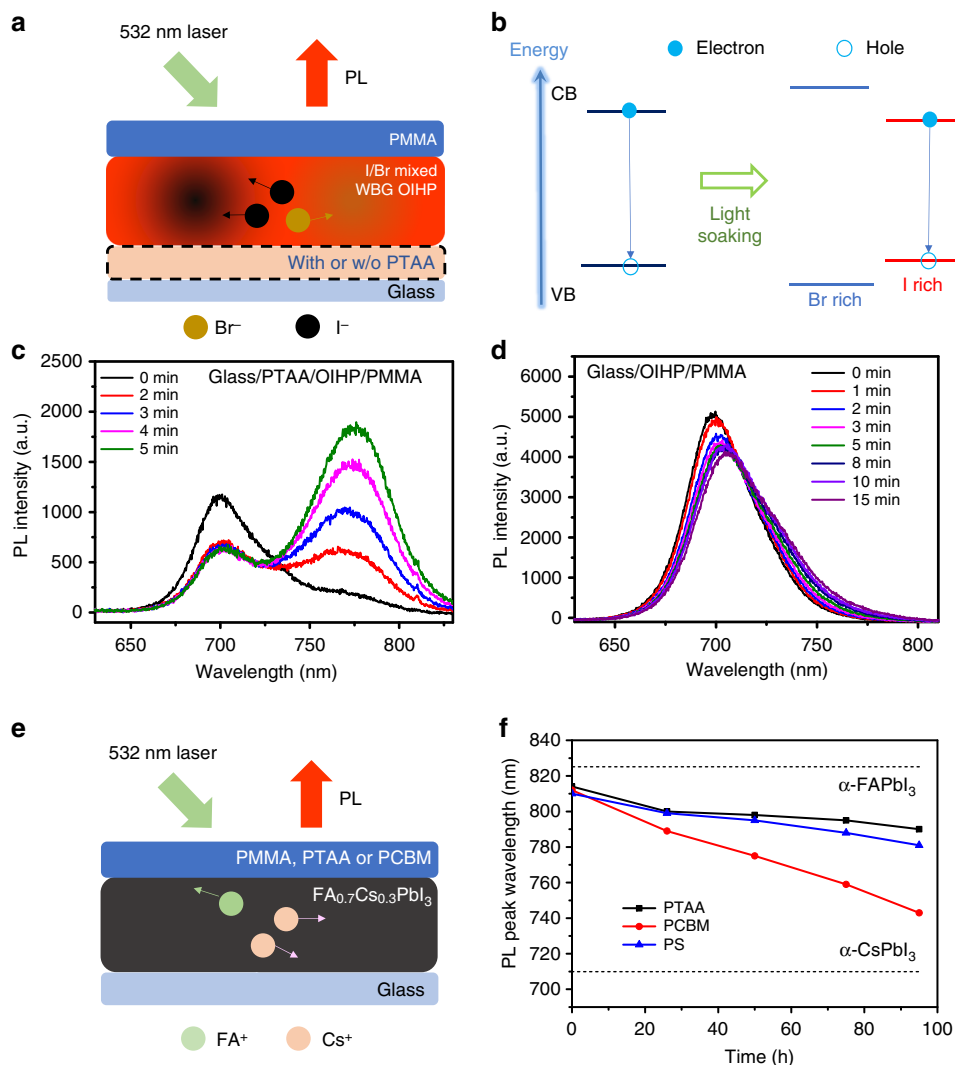 a
532 nm laser
PL
PMMA
I/Br mixed
WBG OIHP
With or w/o PTAA
Glass
Br⁻
I⁻
b
Energy
Electron
Hole
CB
VB
Light
soaking
Br rich
I rich
c
PL intensity (a.u.)
2500
2000
1500
1000
500
0
0 min
2 min
3 min
4 min
5 min
Glass/PTAA/OIHP/PMMA
650
700
750
800
Wavelength (nm)
d
PL intensity (a.u.)
6000
5000
4000
3000
2000
1000
0
Glass/OIHP/PMMA
0 min
1 min
2 min
3 min
5 min
8 min
10 min
15 min
650
700
750
800
Wavelength (nm)
e
532 nm laser
PL
PMMA, PTAA or PCBM
FA₀.₇Cs₀.₃PbI₃
Glass
FA⁺
Cs⁺
f
PL peak wavelength (nm)
840
820
800
780
760
740
720
700
α-FAPbI₃
PTAA
PCBM
PS
α-CsPbI₃
0
20
40
60
80
100
Time (h)